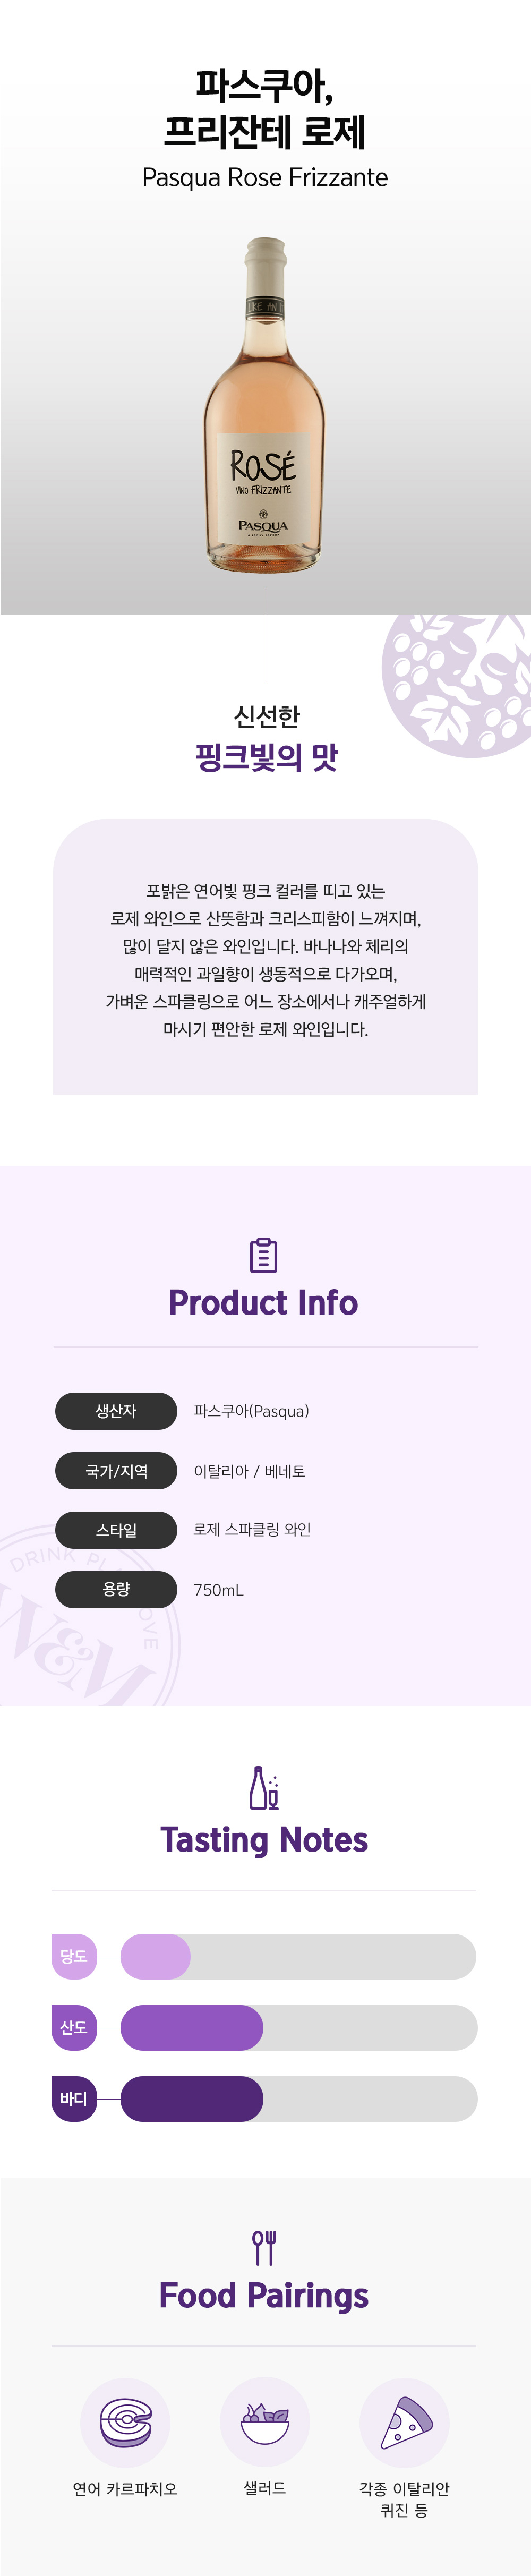 파스쿠아,
프리잔테 로제
Pasqua Rose Frizzante
LIKE AN
ROSÉ
VINO FRIZZANTE
PASQUA
신선한
핑크빛의 맛
포밝은 연어빛 핑크 컬러를 띠고 있는
로제 와인으로 산뜻함과 크리스피함이 느껴지며,
많이 달지 않은 와인입니다. 바나나와 체리의
매력적인 과일향이 생동적으로 다가오며,
가벼운 스파클링으로 어느 장소에서나 캐주얼하게
마시기 편안한 로제 와인입니다.
Product Info
생산자 파스쿠아(Pasqua)
국가/지역 이탈리아 / 베네토
스타일 로제 스파클링 와인
용량 750mL
DRINK PL
OVE
W&M
Tasting Notes
당도
산도
바디
Food Pairings
연어 카르파치오
샐러드
각종 이탈리안
퀴진 등